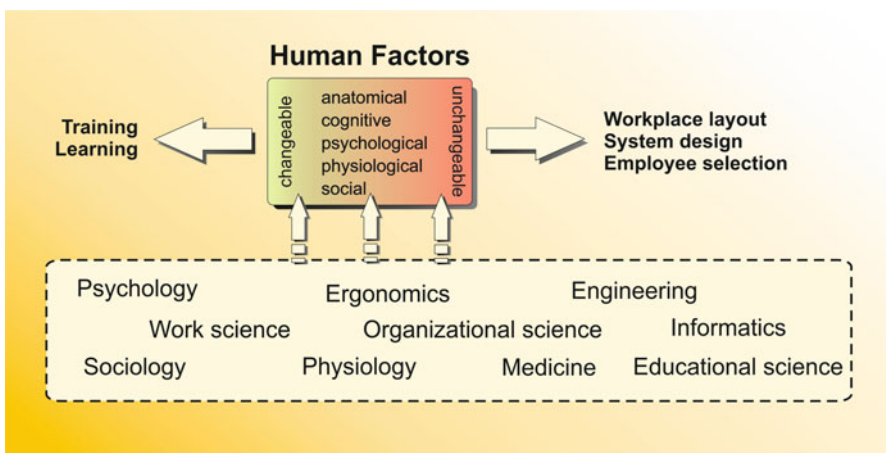 Human Factors
Training
Learning
changeable
anatomical
cognitive
psychological
physiological
social
unchangeable
Workplace layout
System design
Employee selection
Psychology Ergonomics Engineering
Work science Organizational science Informatics
Sociology Physiology Medicine Educational science